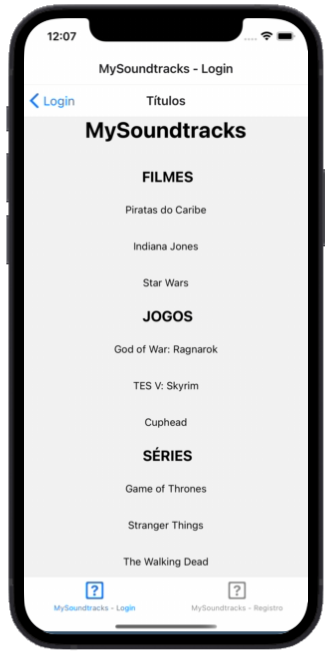 12:07
MySoundtracks - Login
Login
Títulos
MySoundtracks
FILMES
Piratas do Caribe
Indiana Jones
Star Wars
JOGOS
God of War: Ragnarok
TES V: Skyrim
Cuphead
SÉRIES
Game of Thrones
Stranger Things
The Walking Dead
MySoundtracks - Login
MySoundtracks - Registro